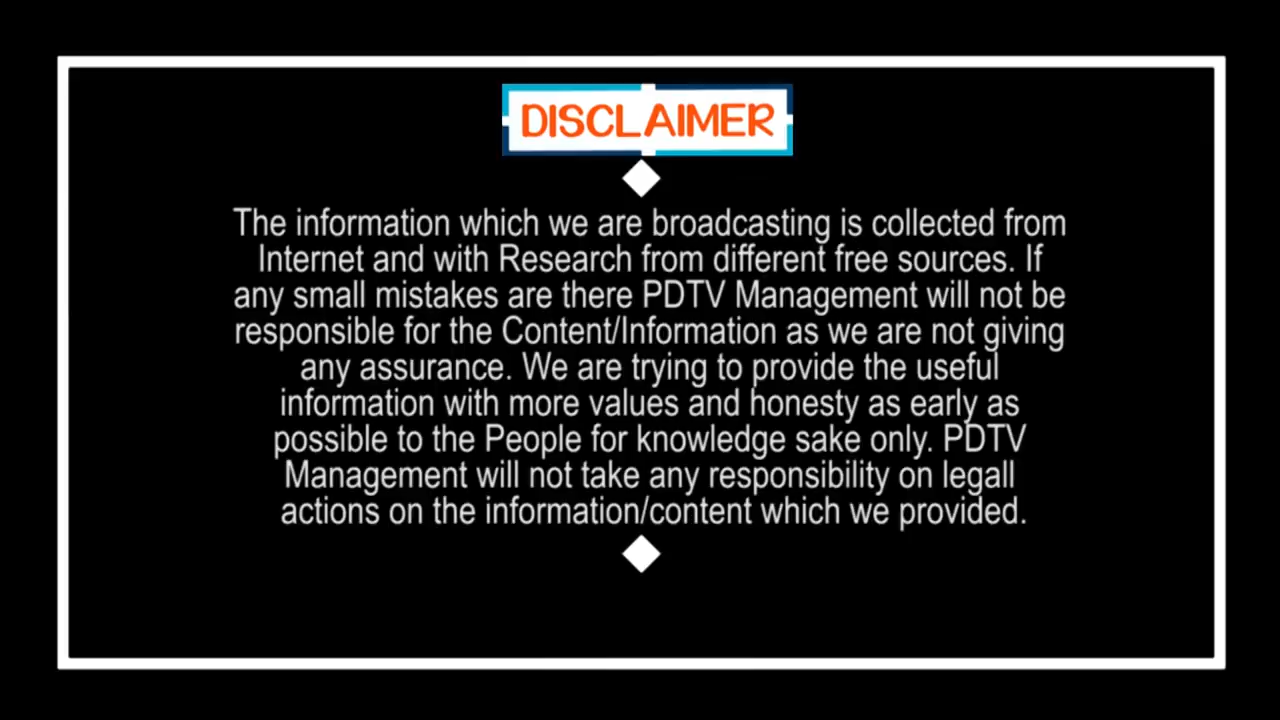 DISCLAIMER
The information which we are broadcasting is collected from
Internet and with Research from different free sources. If
any small mistakes are there PDTV Management will not be
responsible for the Content/Information as we are not giving
any assurance. We are trying to provide the useful
information with more values and honesty as early as
possible to the People for knowledge sake only. PDTV
Management will not take any responsibility on legall
actions on the information/content which we provided.